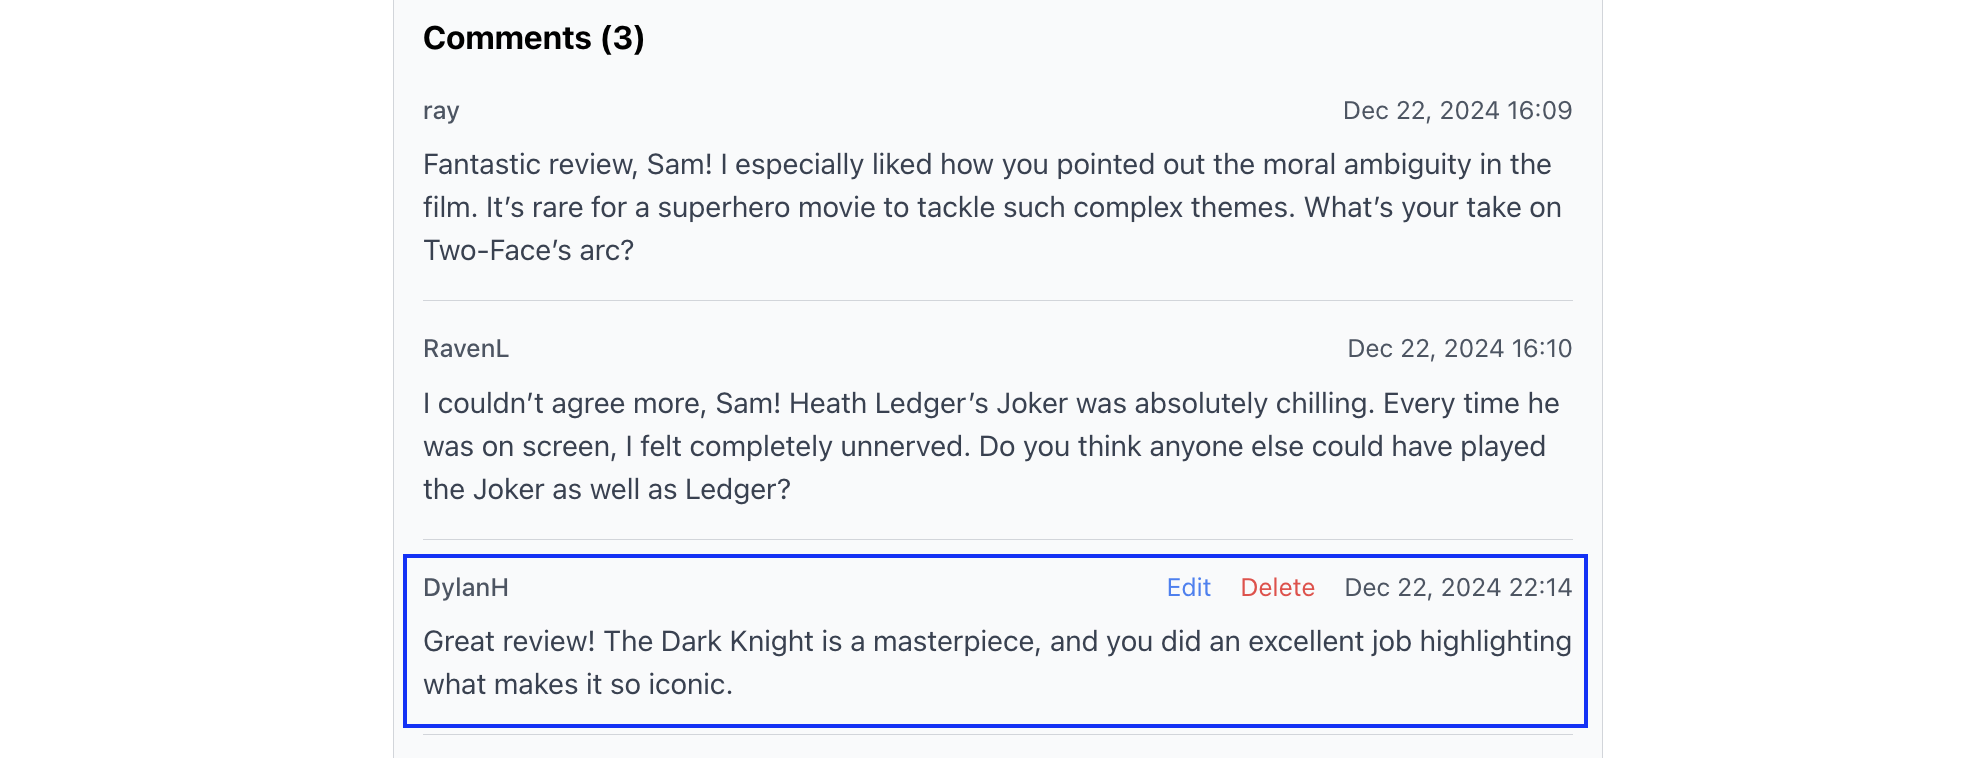 Comments (3)
ray Dec 22, 2024 16:09
Fantastic review, Sam! I especially liked how you pointed out the moral ambiguity in the
film. It’s rare for a superhero movie to tackle such complex themes. What’s your take on
Two-Face’s arc?
RavenL Dec 22, 2024 16:10
I couldn’t agree more, Sam! Heath Ledger’s Joker was absolutely chilling. Every time he
was on screen, I felt completely unnerved. Do you think anyone else could have played
the Joker as well as Ledger?
DylanH Edit Delete Dec 22, 2024 22:14
Great review! The Dark Knight is a masterpiece, and you did an excellent job highlighting
what makes it so iconic.